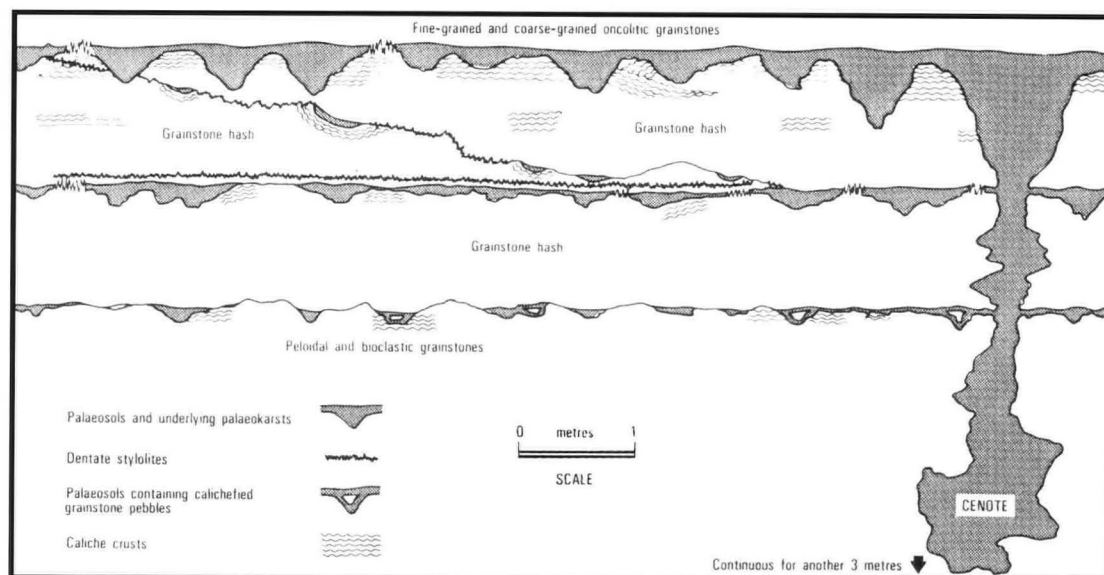 Fine-grained and coarse-grained oncolitic grainstones
Grainstone hash
Grainstone hash
Grainstone hash
Peloidal and bioclastic grainstones
Palaeosols and underlying palaeokarsts
Dentate stylolites
Palaeosols containing calichefied
grainstone pebbles
Caliche crusts
0 metres 1
SCALE
CENOTE
Continuous for another 3 metres